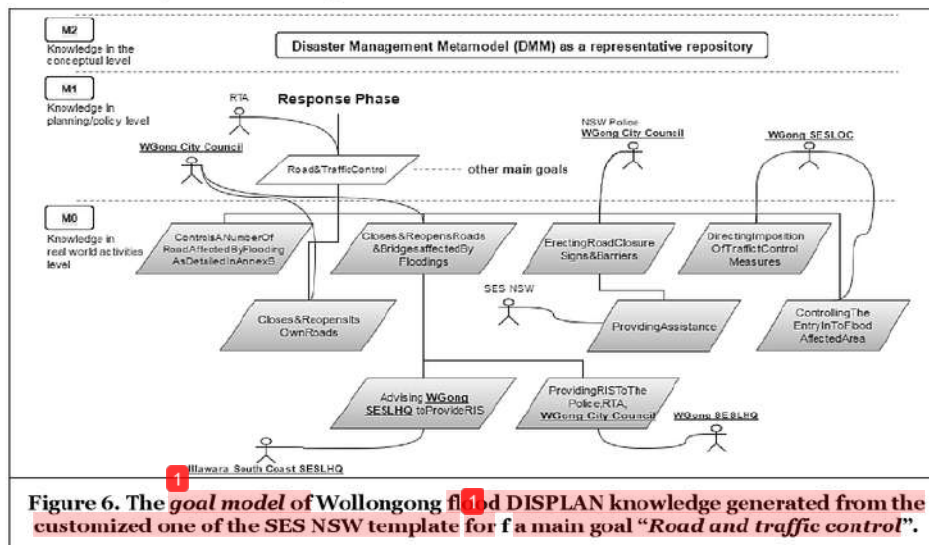 M2
Knowledge in the
conceptual level
Disaster Management Metamodel (DMM) as a representative repository
M1
Knowledge in
planning/policy level
RTA
Response Phase
NSW Police
WGong City Council
WGong SESLOC
WGong City Council
Road&TrafficControl
other main goals
M0
Knowledge in
real world activities
level
ControlsANumberOf
RoadAffectedByFlooding
AsDetailedInAnnexB
Closes&ReopensRoads
&BridgesaffectedBy
Floodings
ErectingRoadClosure
Signs&Barriers
DirectingImposition
OfTraffictControl
Measures
SES NSW
Closes&ReopensIts
OwnRoads
ProvidingAssistance
ControllingThe
EntryInToFlood
AffectedArea
Advising WGong
SESLHQ toProvideRIS
ProvidingRISToThe
Police,RTA,
WGong City Council
WGong SESLHQ
Illawara South Coast SESLHQ
1
1
Figure 6. The goal model of Wollongong flood DISPLAN knowledge generated from the
customized one of the SES NSW template for f a main goal “Road and traffic control”.